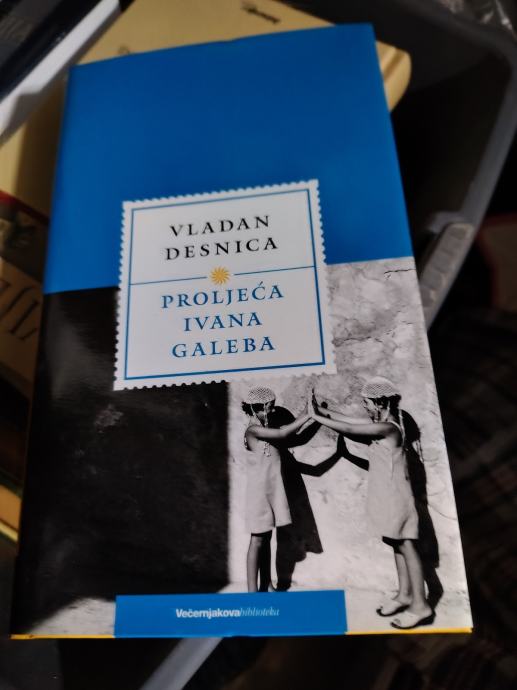 VLADAN
DESNICA
PROLJEĆA
IVANA
GALEBA
Večernjakovabiblioteka